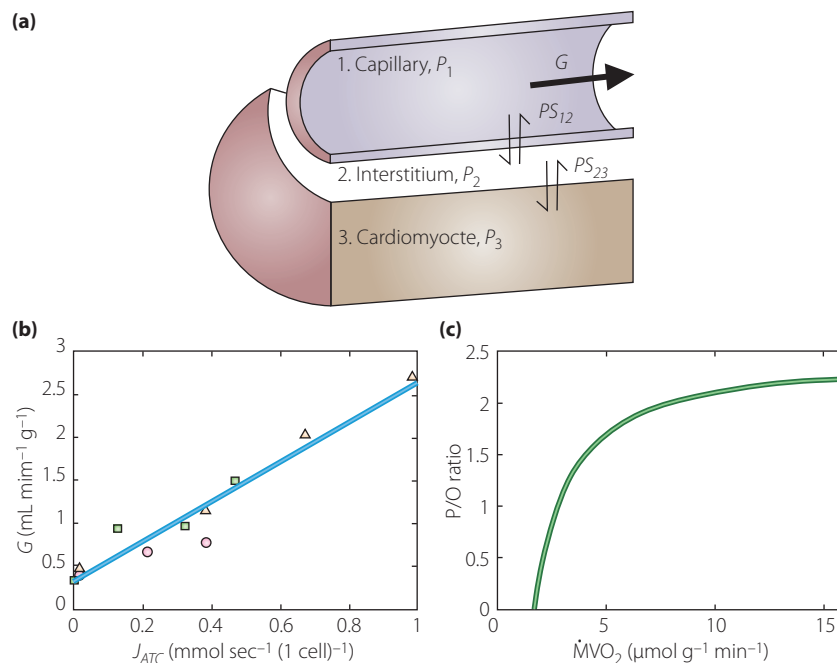 (a)
1. Capillary, P1
G
PS12
2. Interstitium, P2
PS23
3. Cardiomyocte, P3
(b)
3
2.5
2
1.5
1
0.5
0
0
0.2
0.4
0.6
0.8
1
G (mL mim⁻¹ g⁻¹)
JATC (mmol sec⁻¹ (1 cell)⁻¹)
(c)
2.5
2
1.5
1
0.5
0
0
5
10
15
P/O ratio
ṀVO₂ (μmol g⁻¹ min⁻¹)